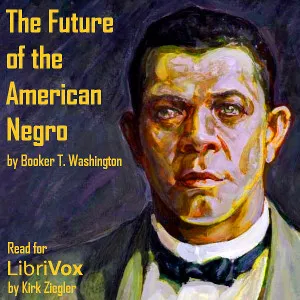 The Future
of the
American
Negro
by Booker T. Washington
Read for
LibriVox
by Kirk Ziegler